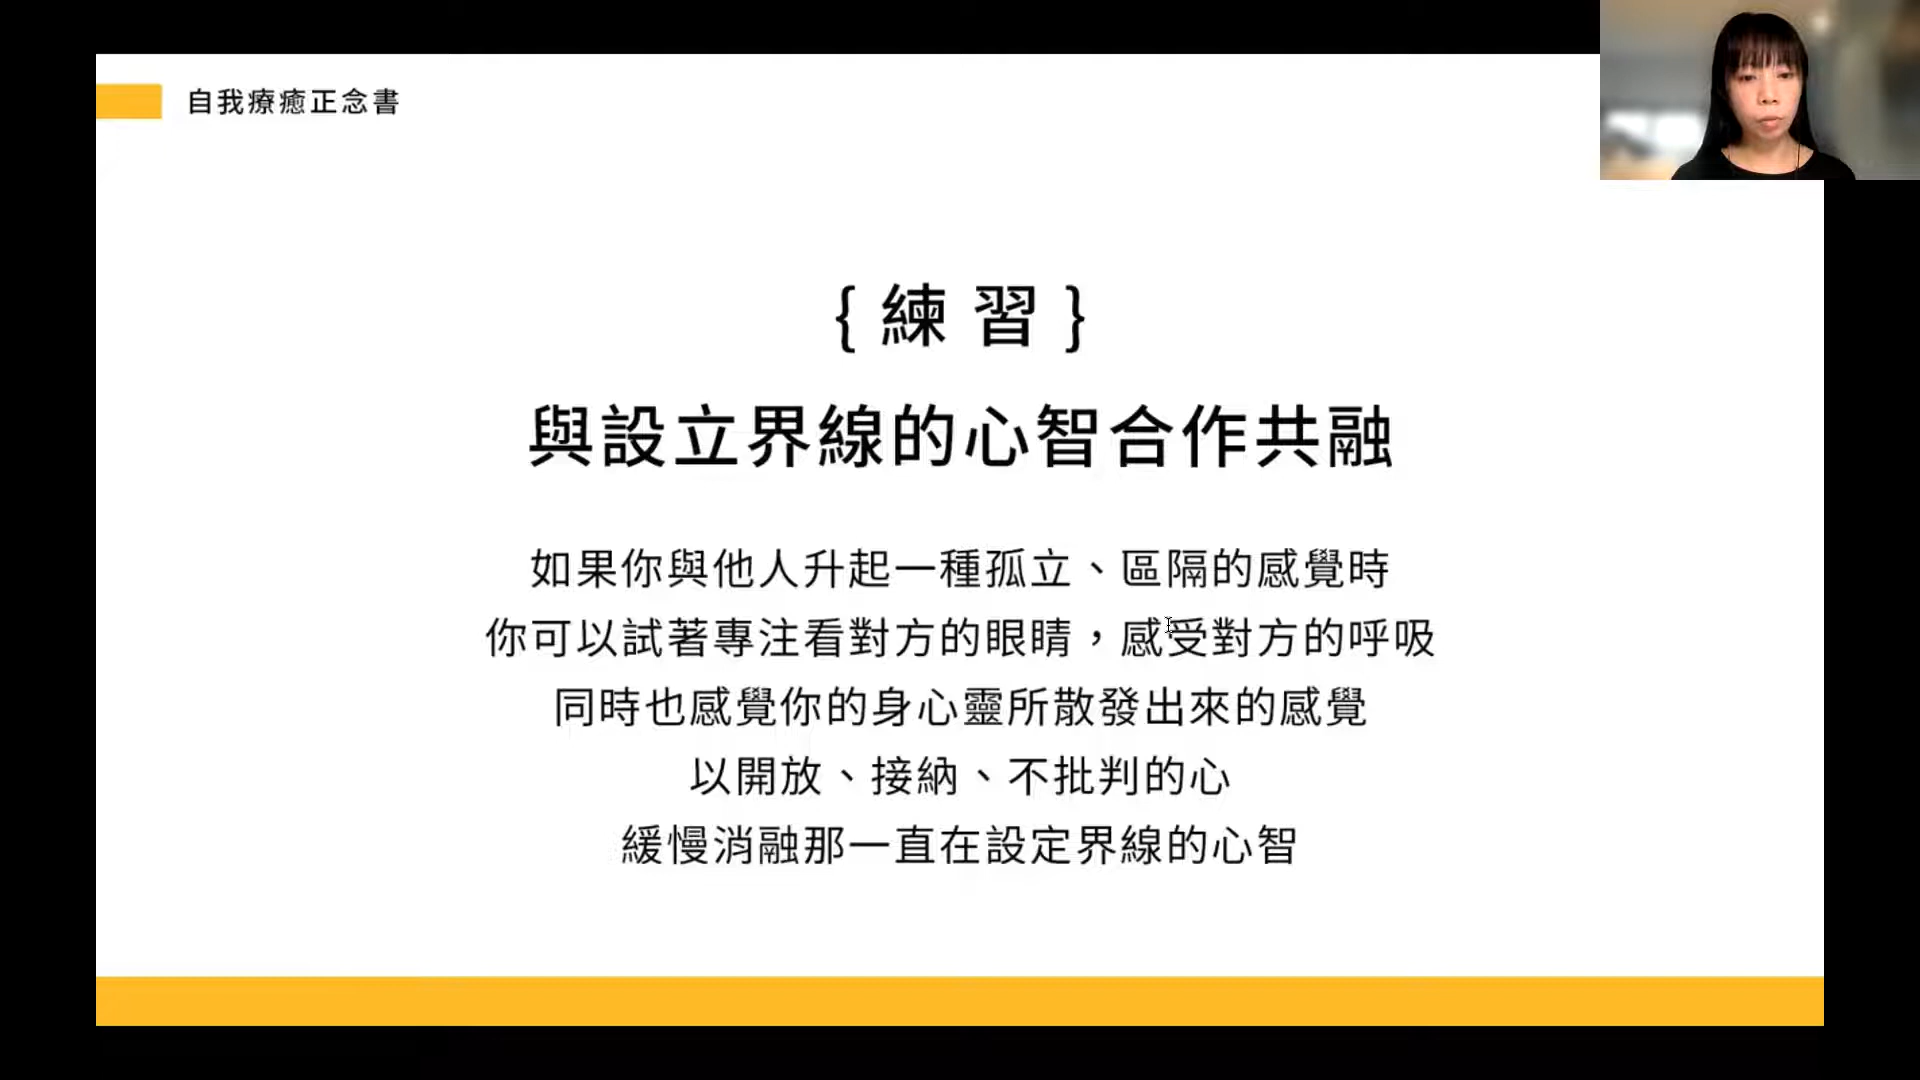 自我療癒正念書
{ 練 習 }
與設立界線的心智合作共融
如果你與他人升起一種孤立、區隔的感覺時
你可以試著專注看對方的眼睛，感受對方的呼吸
同時也感覺你的身心靈所散發出來的感覺
以開放、接納、不批判的心
緩慢消融那一直在設定界線的心智